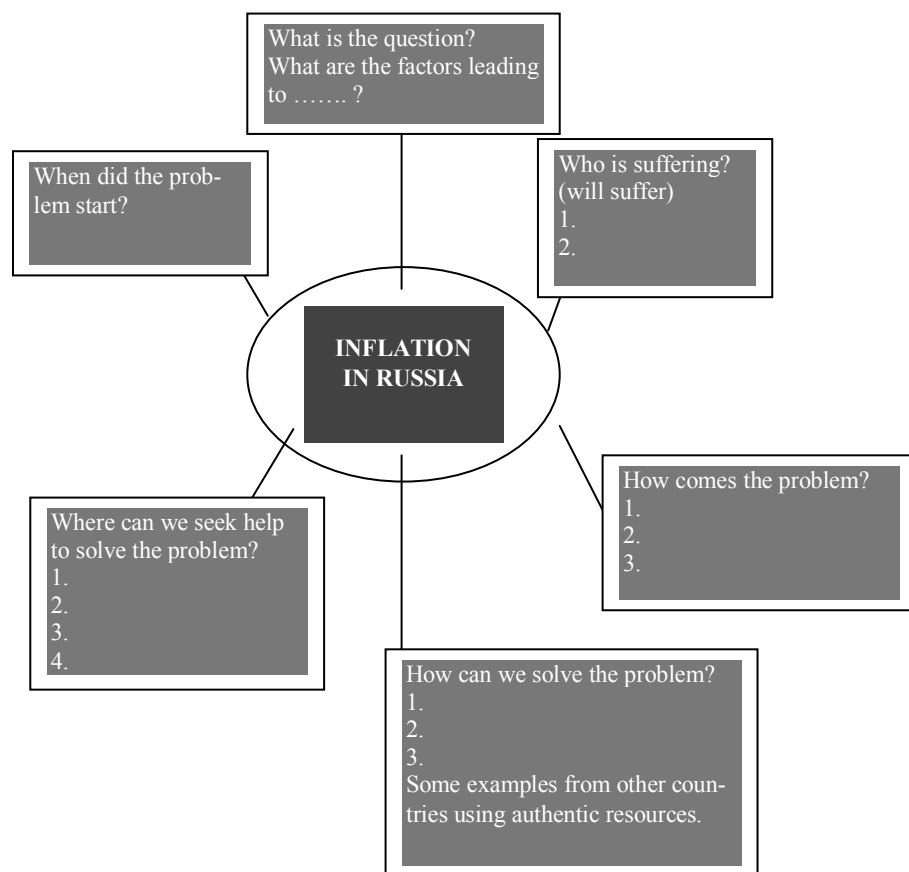 What is the question?
What are the factors leading
to ……. ?
When did the prob-
lem start?
Who is suffering?
(will suffer)
1.
2.
INFLATION
IN RUSSIA
How comes the problem?
1.
2.
3.
Where can we seek help
to solve the problem?
1.
2.
3.
4.
How can we solve the problem?
1.
2.
3.
Some examples from other coun-
tries using authentic resources.